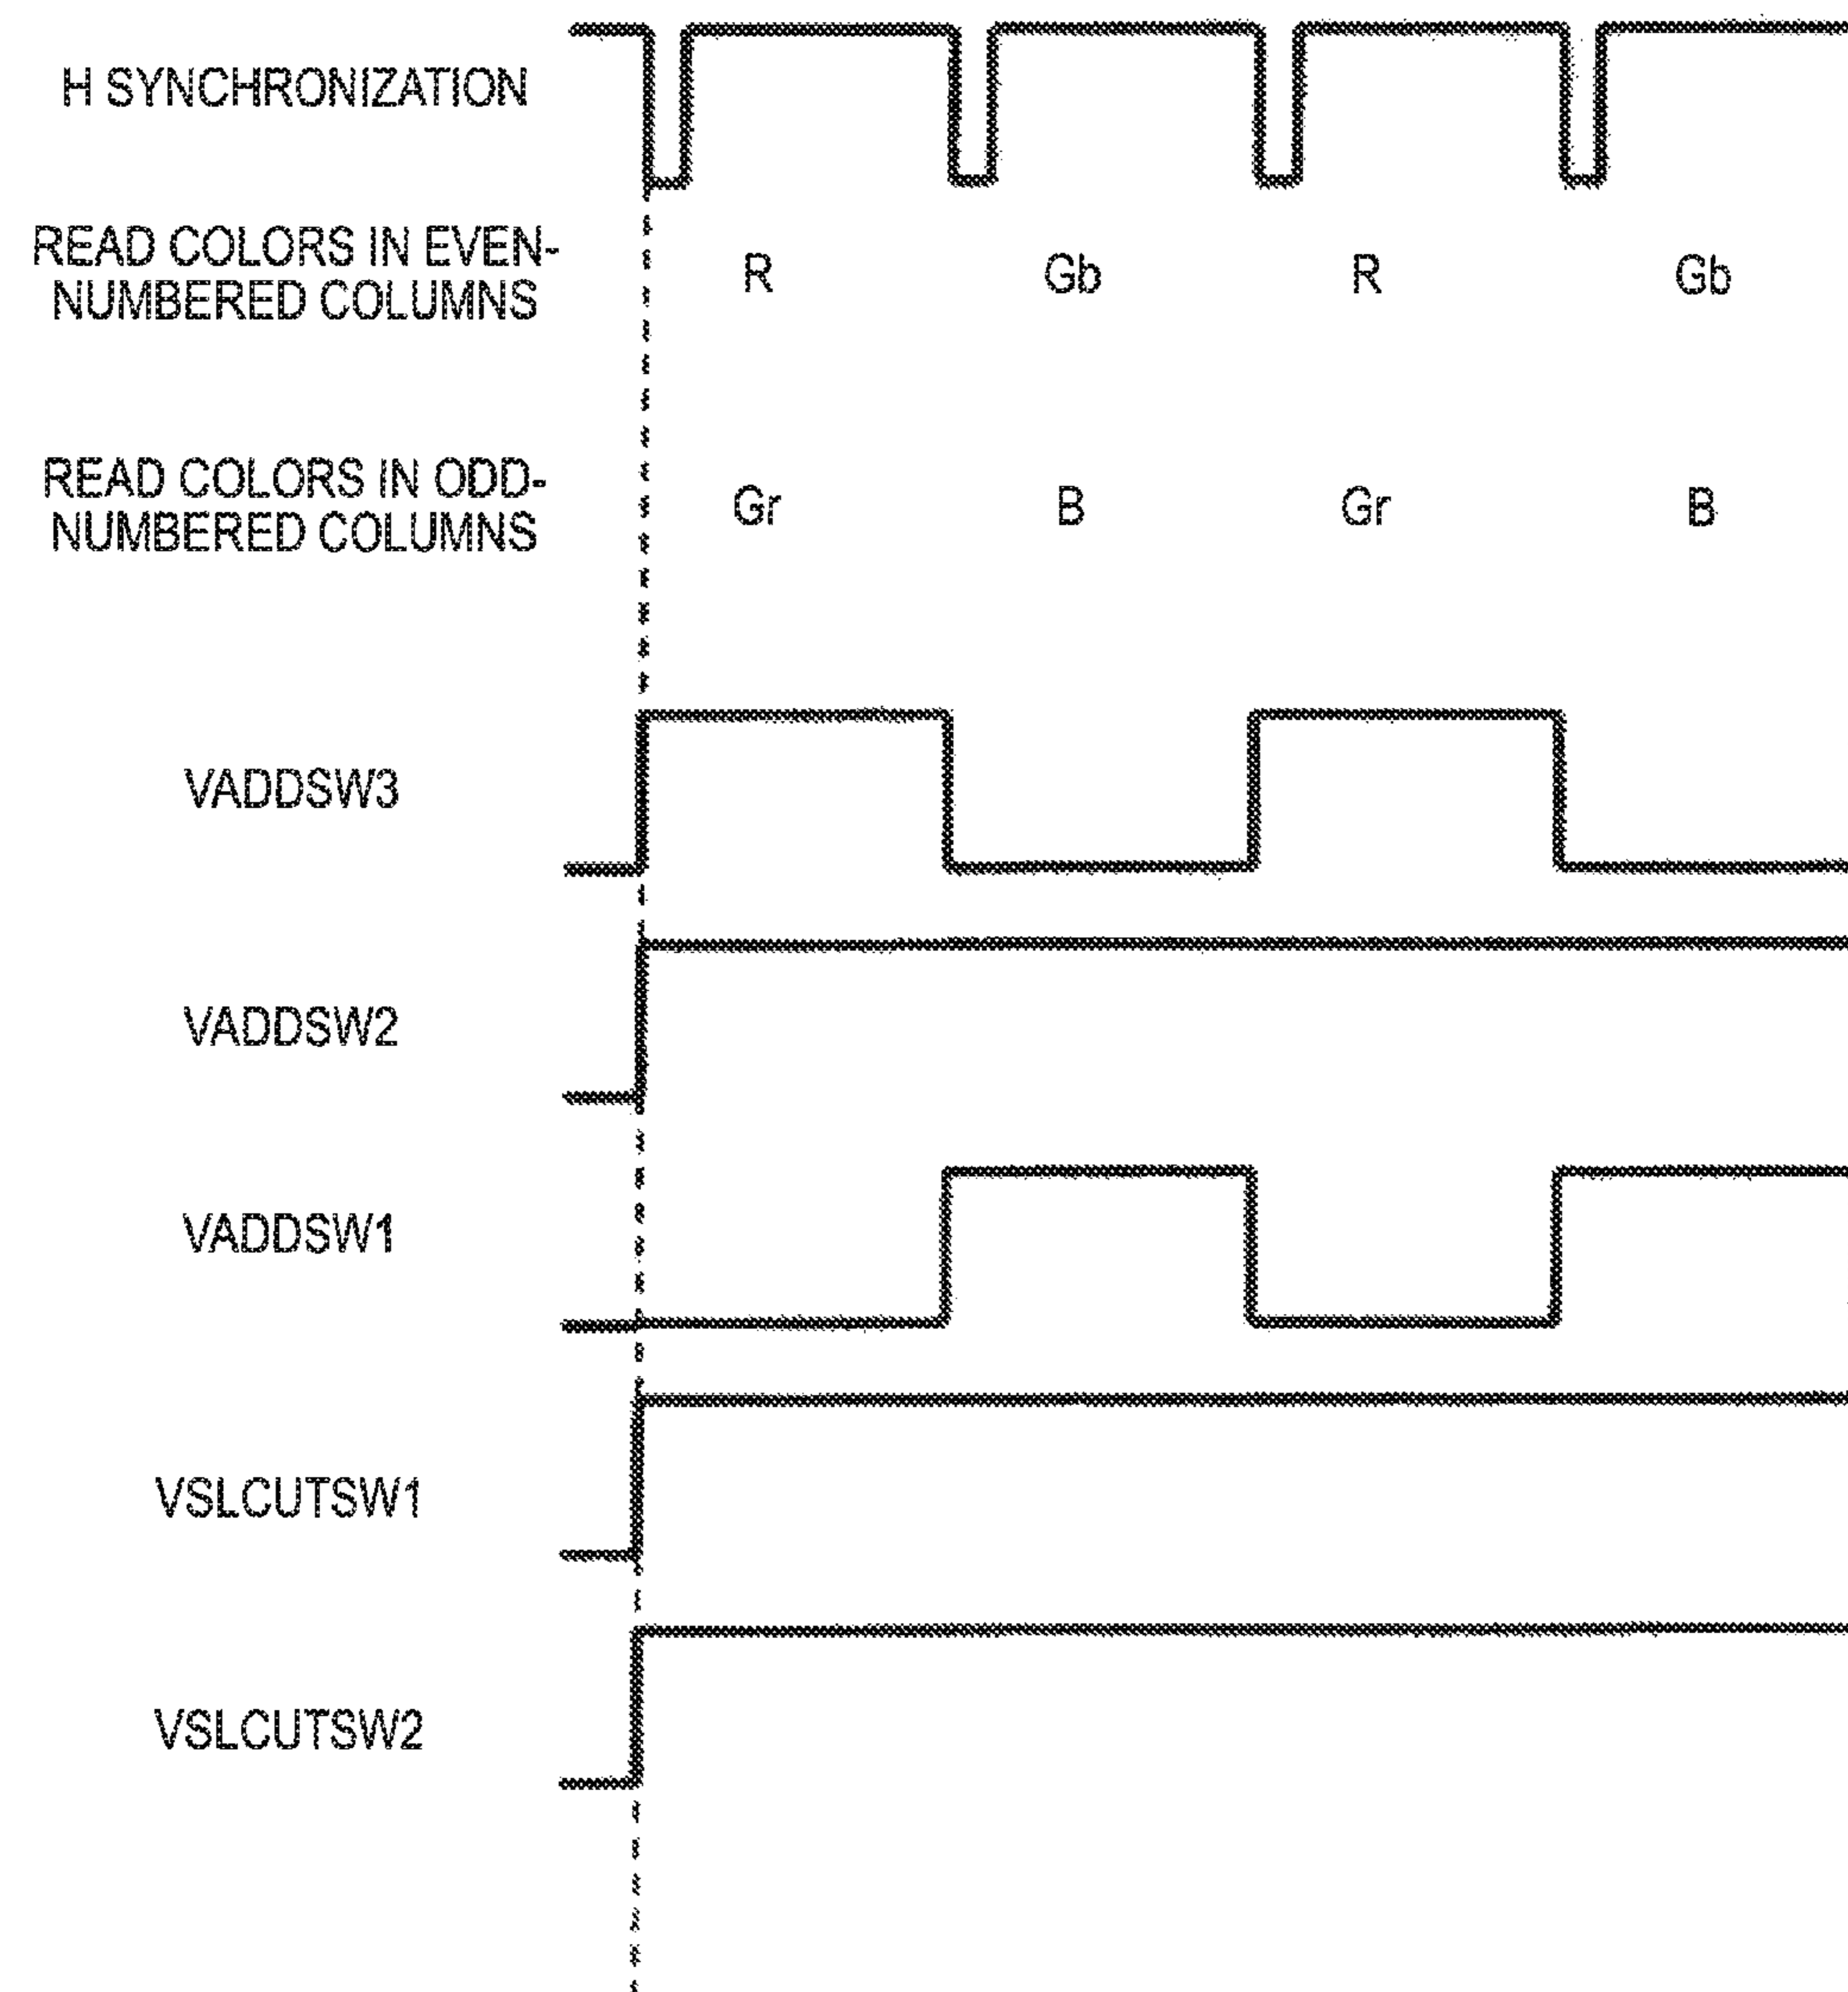 H SYNCHRONIZATION
READ COLORS IN EVEN-
NUMBERED COLUMNS
R Gb R Gb
READ COLORS IN ODD-
NUMBERED COLUMNS
Gr B Gr B
VADDSW3
VADDSW2
VADDSW1
VSLCUTSW1
VSLCUTSW2